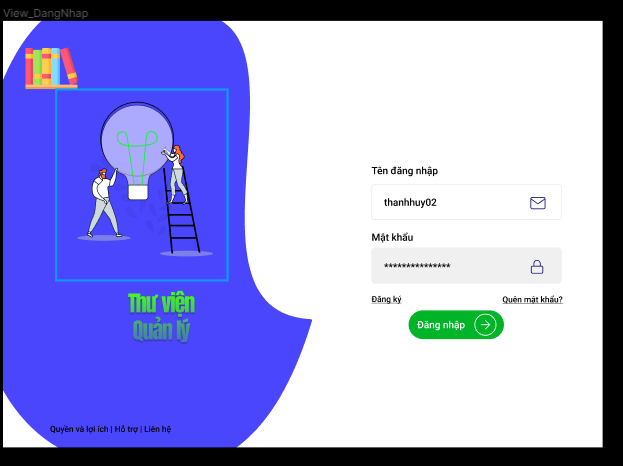 View_DangNhap
Tên đăng nhập
thanhhuy02
Mật khẩu
***************
Đăng ký
Quên mật khẩu?
Đăng nhập
Thư viện
Quản lý
Quyền và lợi ích | Hỗ trợ | Liên hệ